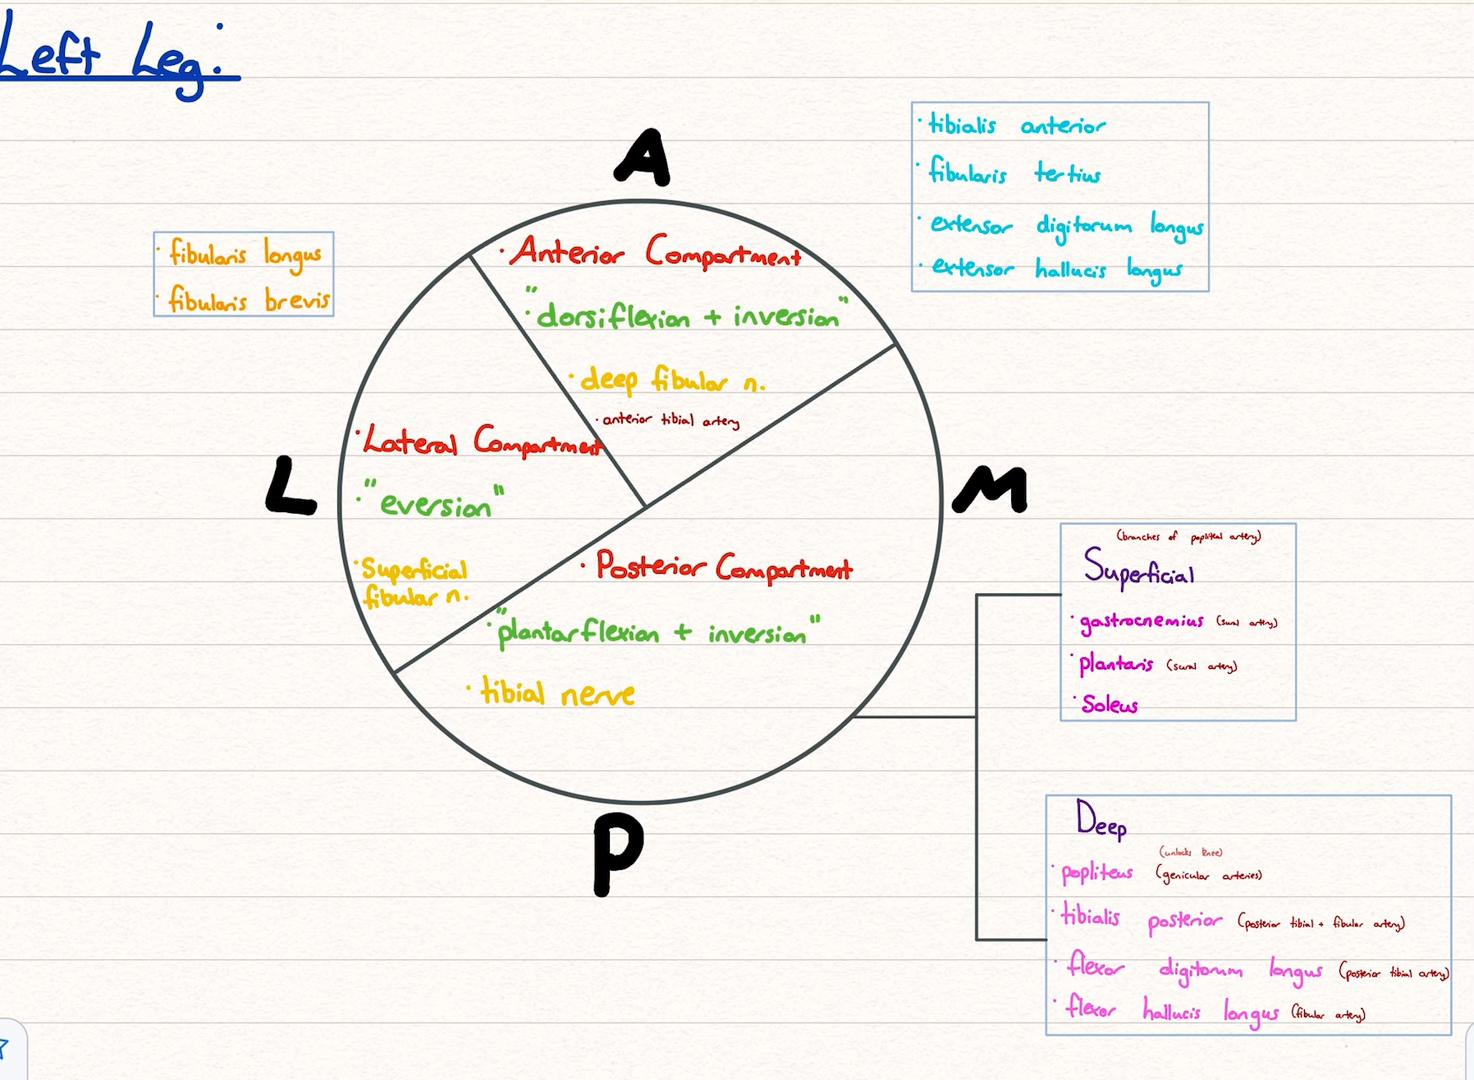 Left Leg:
A
• tibialis anterior
• fibularis tertius
• extensor digitorum longus
• extensor hallucis longus
• fibularis longus
• fibularis brevis
• Anterior Compartment
• "dorsiflexion + inversion"
• deep fibular n.
• anterior tibial artery
• Lateral Compartment
• "eversion"
• Superficial
fibular n.
L
M
• Posterior Compartment
• "plantarflexion + inversion"
• tibial nerve
P
(branches of popliteal artery)
Superficial
• gastrocnemius (sural artery)
• plantaris (sural artery)
• Soleus
Deep
(unlocks knee)
• popliteus (genicular arteries)
• tibialis posterior (posterior tibial + fibular artery)
• flexor digitorum longus (posterior tibial artery)
• flexor hallucis longus (fibular artery)